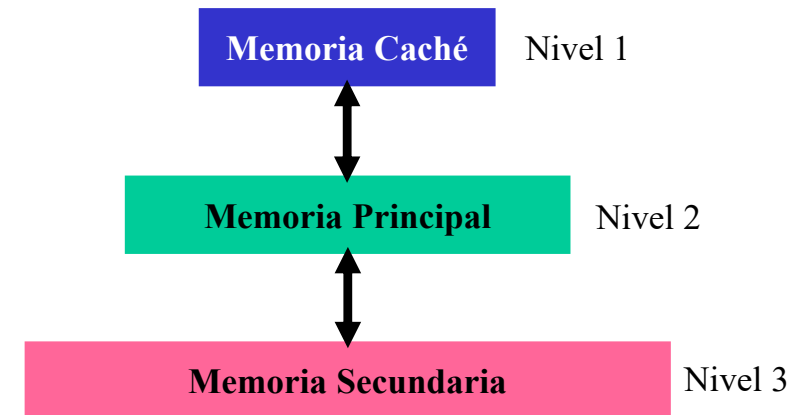 Memoria Caché Nivel 1
Memoria Principal Nivel 2
Memoria Secundaria Nivel 3